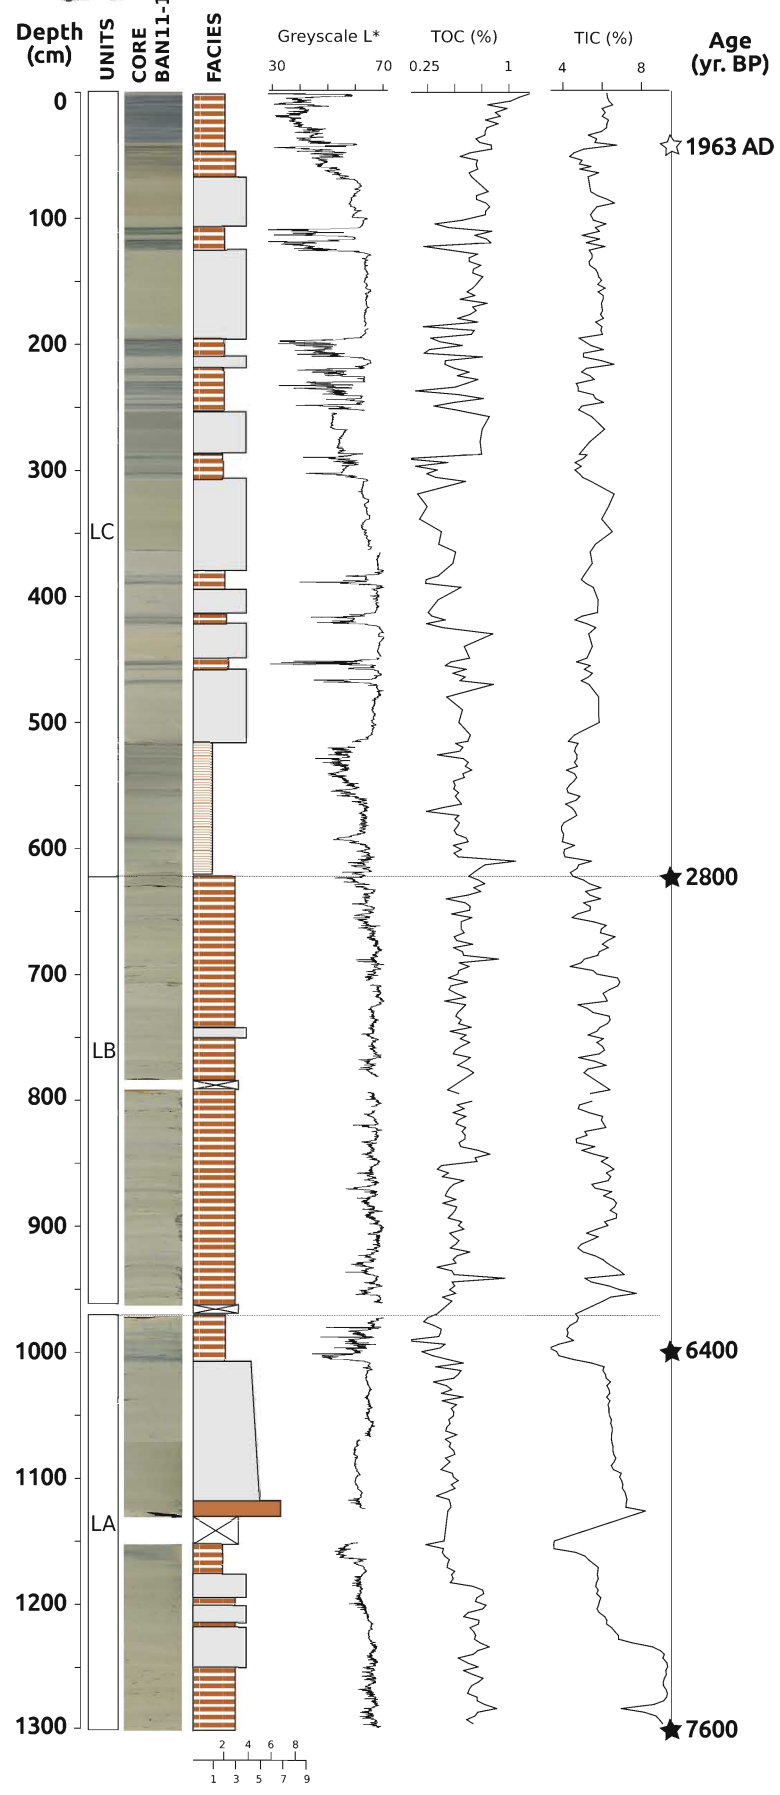 Depth (cm)
UNITS
CORE BAN11-1
FACIES
Greyscale L*
30 70
TOC (%)
0.25 1
TIC (%)
4 8
Age (yr. BP)
0
1963 AD
100
200
300
LC
400
500
600
2800
700
LB
800
900
1000
6400
1100
LA
1200
1300
7600
2 4 6 8
1 3 5 7 9